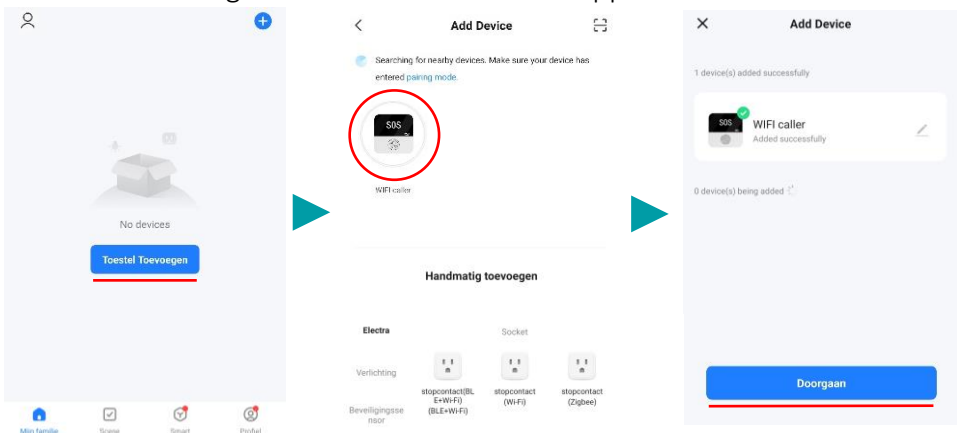 No devices
Toestel Toevoegen
Mijn familie
Scene
Smart
Profiel
Add Device
Searching for nearby devices. Make sure your device has
entered pairing mode.
SOS
WIFI caller
Handmatig toevoegen
Electra
Socket
Verlichting
stopcontact(BL
E+Wi-Fi)
(BLE+Wi-Fi)
stopcontact
(Wi-Fi)
stopcontact
(Zigbee)
Beveiligingsse
nsor
Add Device
1 device(s) added successfully
SOS
WIFI caller
Added successfully
0 device(s) being added
Doorgaan